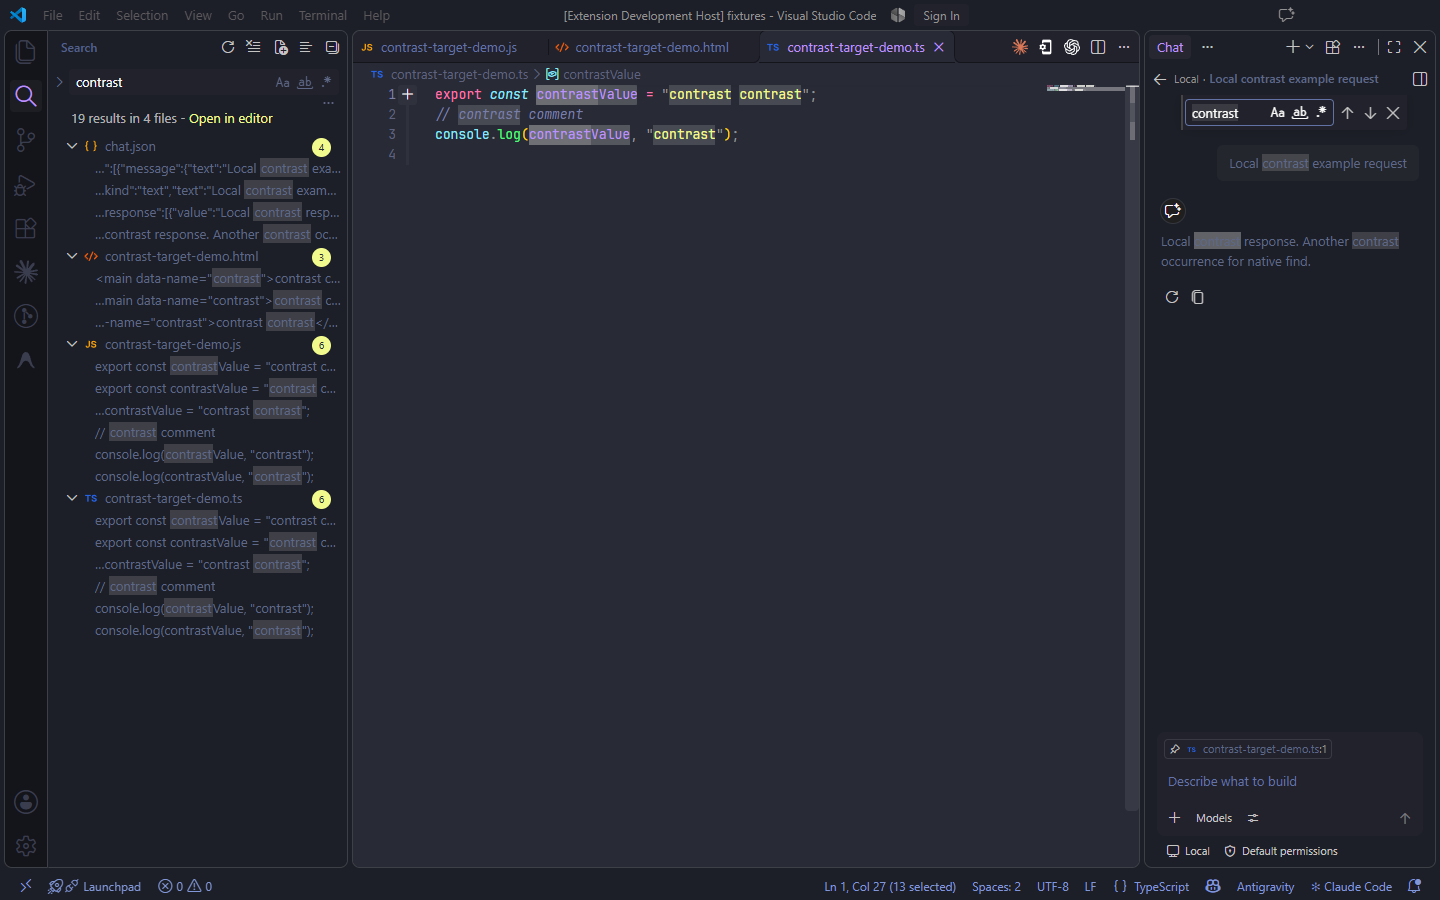 File Edit Selection View Go Run Terminal Help
[Extension Development Host] fixtures - Visual Studio Code
Sign In
Search
contrast
Aa ab .*
19 results in 4 files - Open in editor
{ } chat.json 4
...":[{"message":{"text":"Local contrast exa...
...kind":"text","text":"Local contrast exam...
...response":[{"value":"Local contrast resp...
...contrast response. Another contrast oc...
</> contrast-target-demo.html 3
<main data-name="contrast">contrast c...
...main data-name="contrast">contrast c...
...-name="contrast">contrast contrast</...
JS contrast-target-demo.js 6
export const contrastValue = "contrast c...
export const contrastValue = "contrast c...
...contrastValue = "contrast contrast";
// contrast comment
console.log(contrastValue, "contrast");
console.log(contrastValue, "contrast");
TS contrast-target-demo.ts 6
export const contrastValue = "contrast c...
export const contrastValue = "contrast c...
...contrastValue = "contrast contrast";
// contrast comment
console.log(contrastValue, "contrast");
console.log(contrastValue, "contrast");
JS contrast-target-demo.js
</> contrast-target-demo.html
TS contrast-target-demo.ts
TS contrast-target-demo.ts > contrastValue
1 export const contrastValue = "contrast contrast";
2 // contrast comment
3 console.log(contrastValue, "contrast");
4
Chat
Local · Local contrast example request
contrast Aa ab .*
Local contrast example request
Local contrast response. Another contrast
occurrence for native find.
TS contrast-target-demo.ts:1
Describe what to build
Models
Local Default permissions
Launchpad 0 0
Ln 1, Col 27 (13 selected) Spaces: 2 UTF-8 LF { } TypeScript Antigravity Claude Code